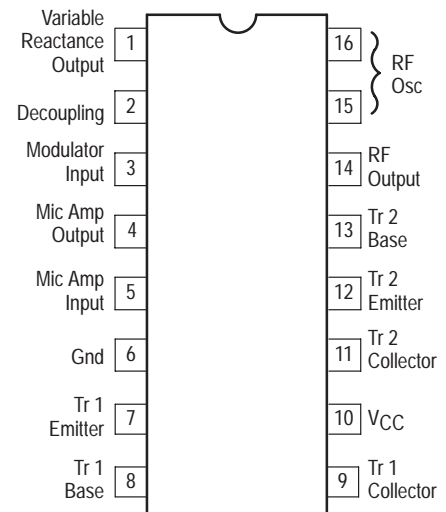 Variable
Reactance
Output
1
16
RF
Osc
Decoupling
2
15
Modulator
Input
3
14
RF
Output
Mic Amp
Output
4
13
Tr 2
Base
Mic Amp
Input
5
12
Tr 2
Emitter
Gnd
6
11
Tr 2
Collector
Tr 1
Emitter
7
10
VCC
Tr 1
Base
8
9
Tr 1
Collector